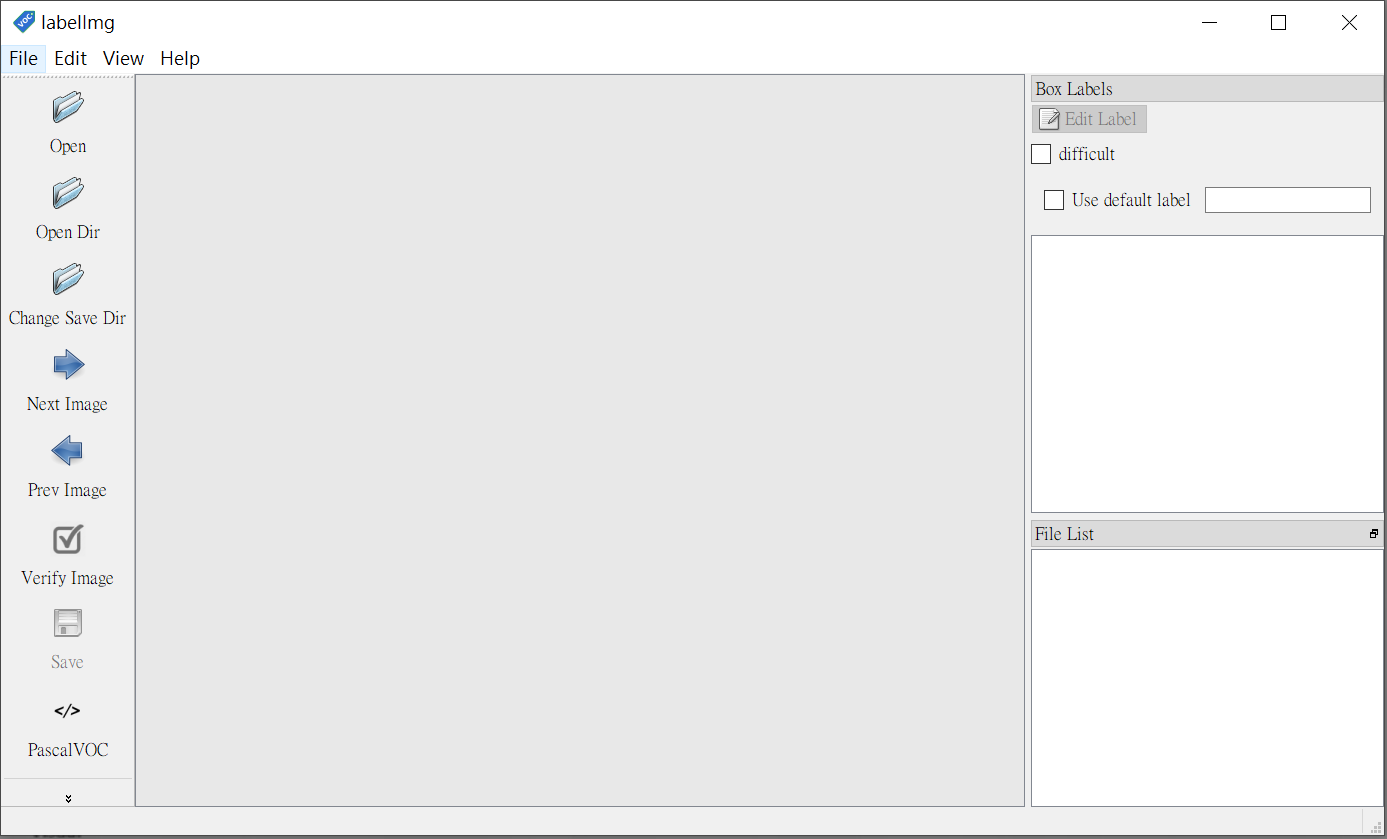 labelImg
File Edit View Help
Open
Open Dir
Change Save Dir
Next Image
Prev Image
Verify Image
Save
</>
PascalVOC
Box Labels
Edit Label
difficult
Use default label
File List